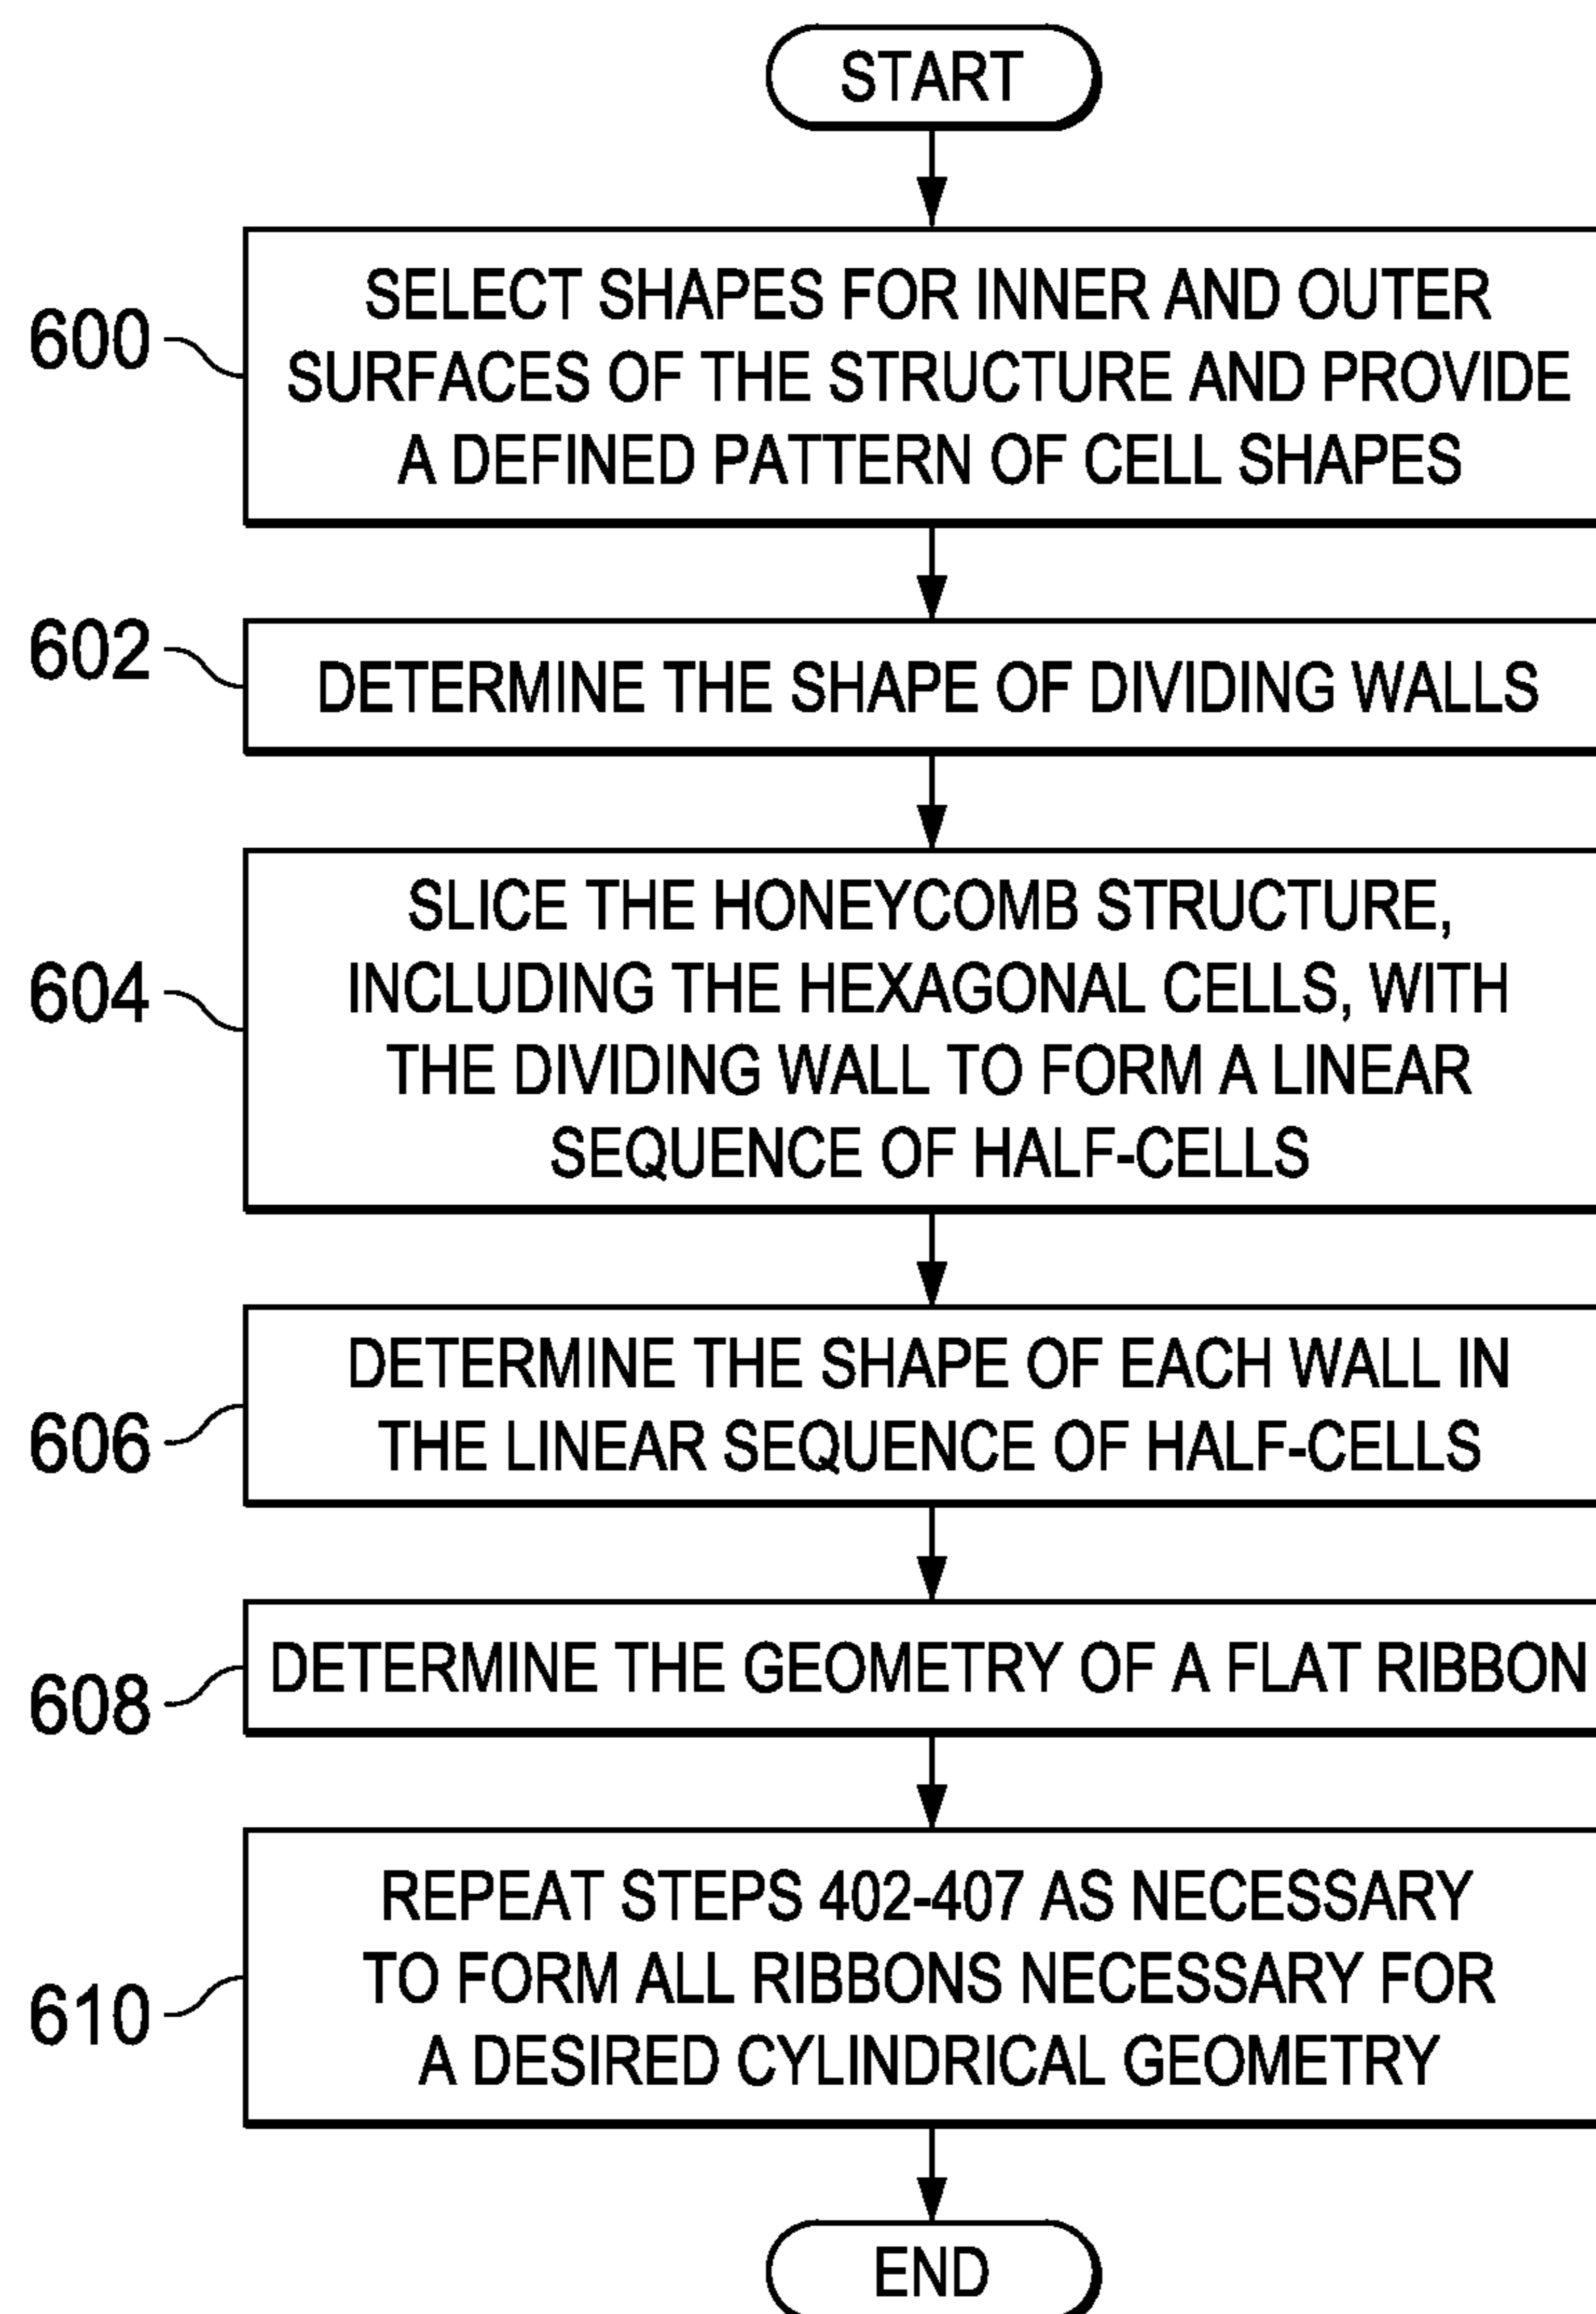 START
600
SELECT SHAPES FOR INNER AND OUTER
SURFACES OF THE STRUCTURE AND PROVIDE
A DEFINED PATTERN OF CELL SHAPES
602
DETERMINE THE SHAPE OF DIVIDING WALLS
604
SLICE THE HONEYCOMB STRUCTURE,
INCLUDING THE HEXAGONAL CELLS, WITH
THE DIVIDING WALL TO FORM A LINEAR
SEQUENCE OF HALF-CELLS
606
DETERMINE THE SHAPE OF EACH WALL IN
THE LINEAR SEQUENCE OF HALF-CELLS
608
DETERMINE THE GEOMETRY OF A FLAT RIBBON
610
REPEAT STEPS 402-407 AS NECESSARY
TO FORM ALL RIBBONS NECESSARY FOR
A DESIRED CYLINDRICAL GEOMETRY
END